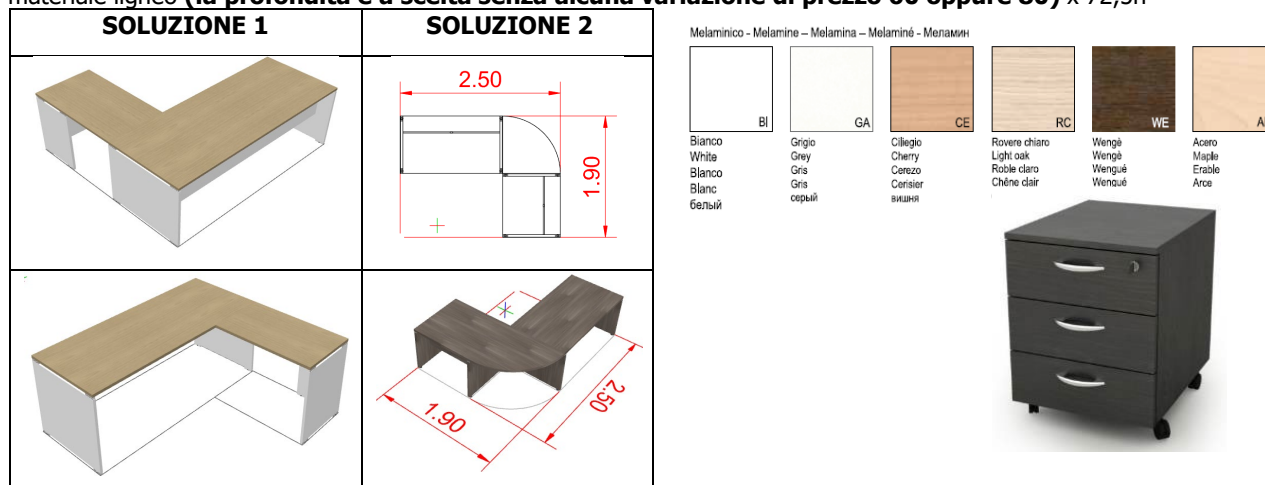 materiale ligneo (la profondità è a scelta senza alcuna variazione di prezzo 60 oppure 80) x 72,5h
SOLUZIONE 1
SOLUZIONE 2
2.50
1.90
1.90
2.50
Melaminico - Melamine – Melamina – Melaminé - Меламин
BI
GA
CE
RC
WE
Bianco
White
Blanco
Blanc
белый
Grigio
Grey
Gris
Gris
серый
Ciliegio
Cherry
Cerezo
Cerisier
вишня
Rovere chiaro
Light oak
Roble claro
Chêne clair
Wengè
Wengè
Wengué
Wengué
Acero
Maple
Erable
Arce